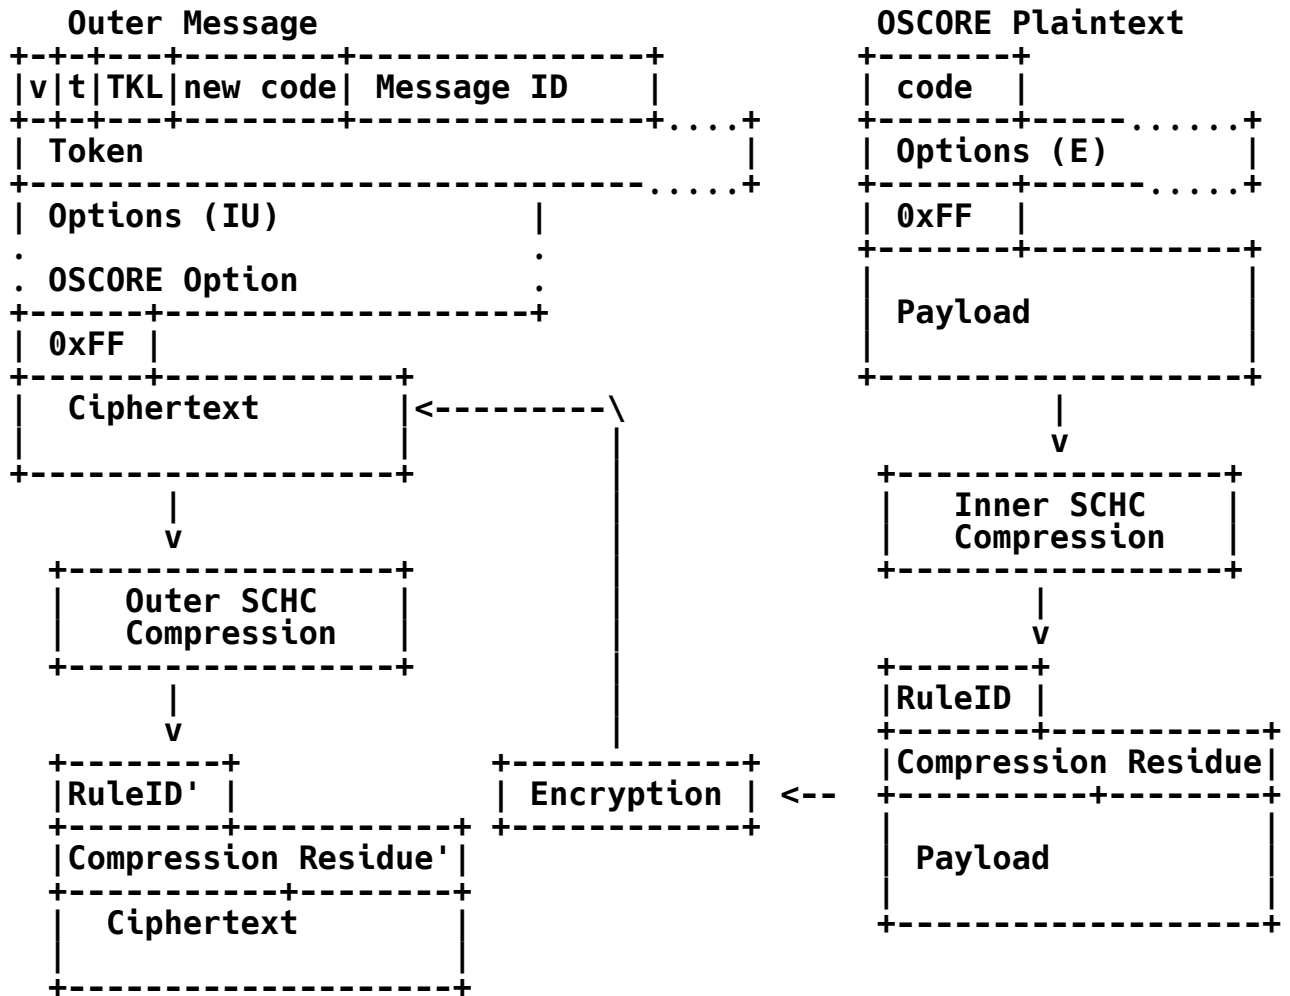 Outer Message
OSCORE Plaintext
v t TKL new code Message ID
code
Token
Options (E)
Options (IU)
0xFF
OSCORE Option
Payload
0xFF
Ciphertext
Inner SCHC
Compression
Outer SCHC
Compression
RuleID
Compression Residue
RuleID'
Encryption
Compression Residue'
Payload
Ciphertext